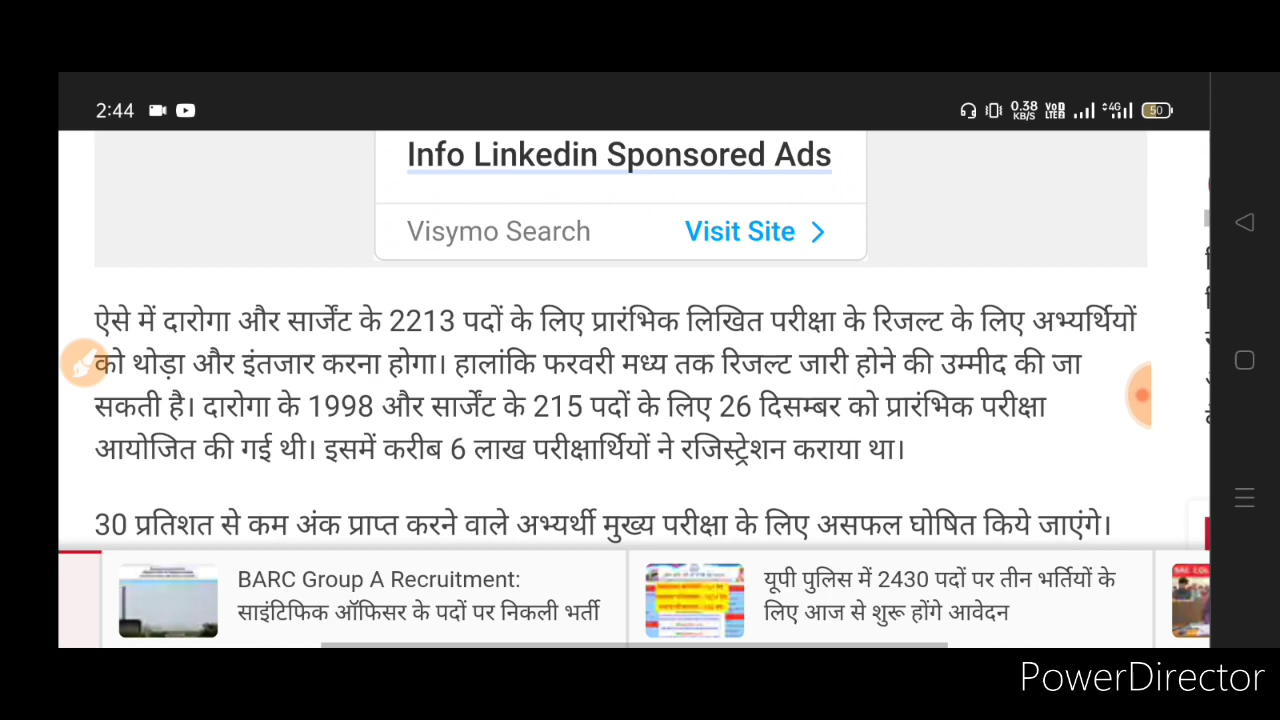 2:44
0.38 KB/S VoD LTE2 4G 50
Info Linkedin Sponsored Ads
Visymo Search Visit Site
ऐसे में दारोगा और सार्जेंट के 2213 पदों के लिए प्रारंभिक लिखित परीक्षा के रिजल्ट के लिए अभ्यर्थियों
को थोड़ा और इंतजार करना होगा। हालांकि फरवरी मध्य तक रिजल्ट जारी होने की उम्मीद की जा
सकती है। दारोगा के 1998 और सार्जेंट के 215 पदों के लिए 26 दिसम्बर को प्रारंभिक परीक्षा
आयोजित की गई थी। इसमें करीब 6 लाख परीक्षार्थियों ने रजिस्ट्रेशन कराया था।
30 प्रतिशत से कम अंक प्राप्त करने वाले अभ्यर्थी मुख्य परीक्षा के लिए असफल घोषित किये जाएंगे।
BARC Group A Recruitment:
साइंटिफिक ऑफिसर के पदों पर निकली भर्ती
यूपी पुलिस में 2430 पदों पर तीन भर्तियों के
लिए आज से शुरू होंगे आवेदन
PowerDirector